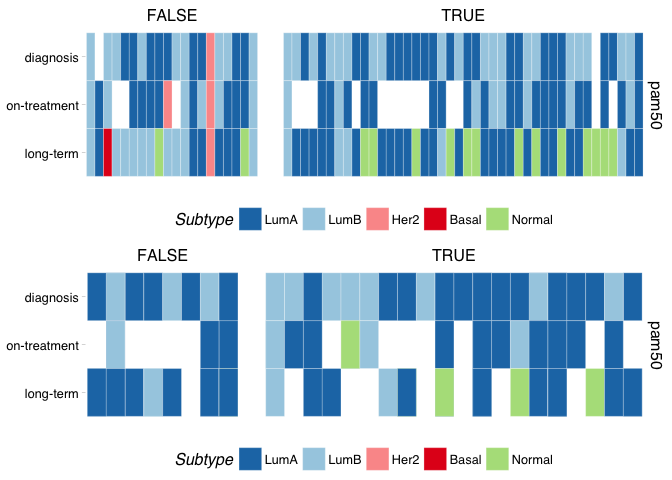 FALSE TRUE
diagnosis
on-treatment
long-term
pam50
Subtype LumA LumB Her2 Basal Normal
FALSE TRUE
diagnosis
on-treatment
long-term
pam50
Subtype LumA LumB Her2 Basal Normal